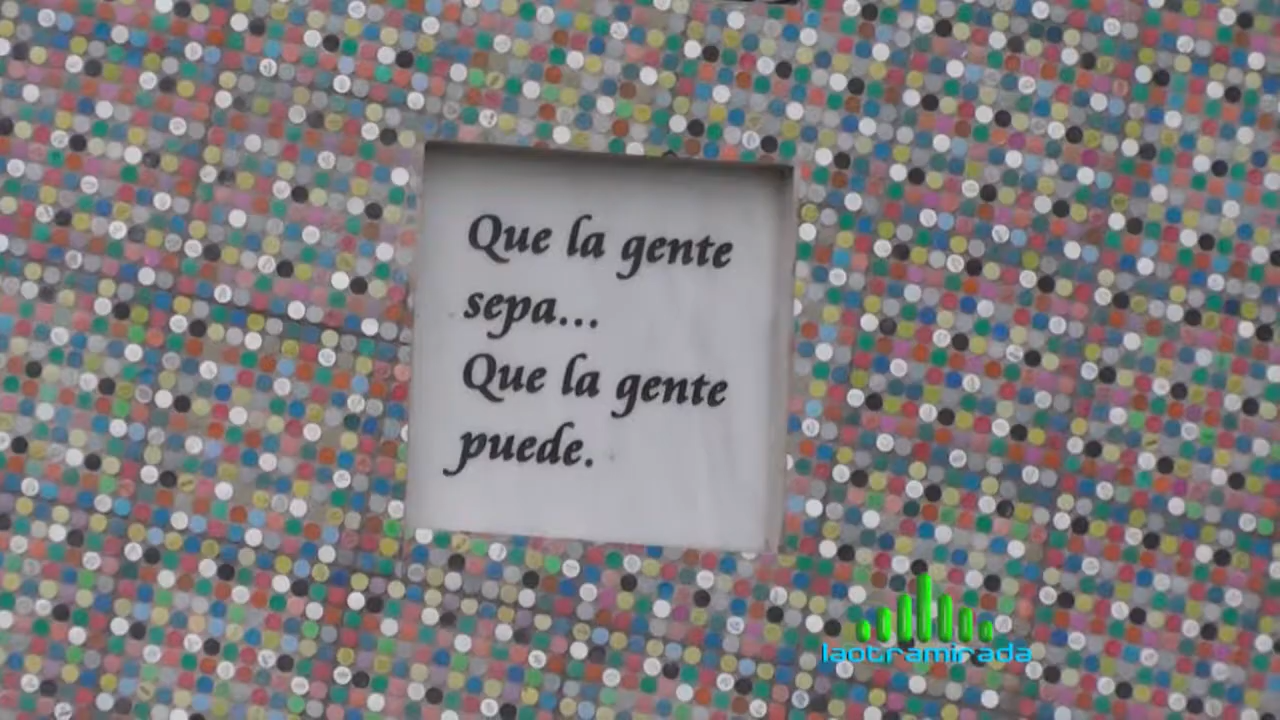 Que la gente
sepa...
Que la gente
puede.
laotramirada